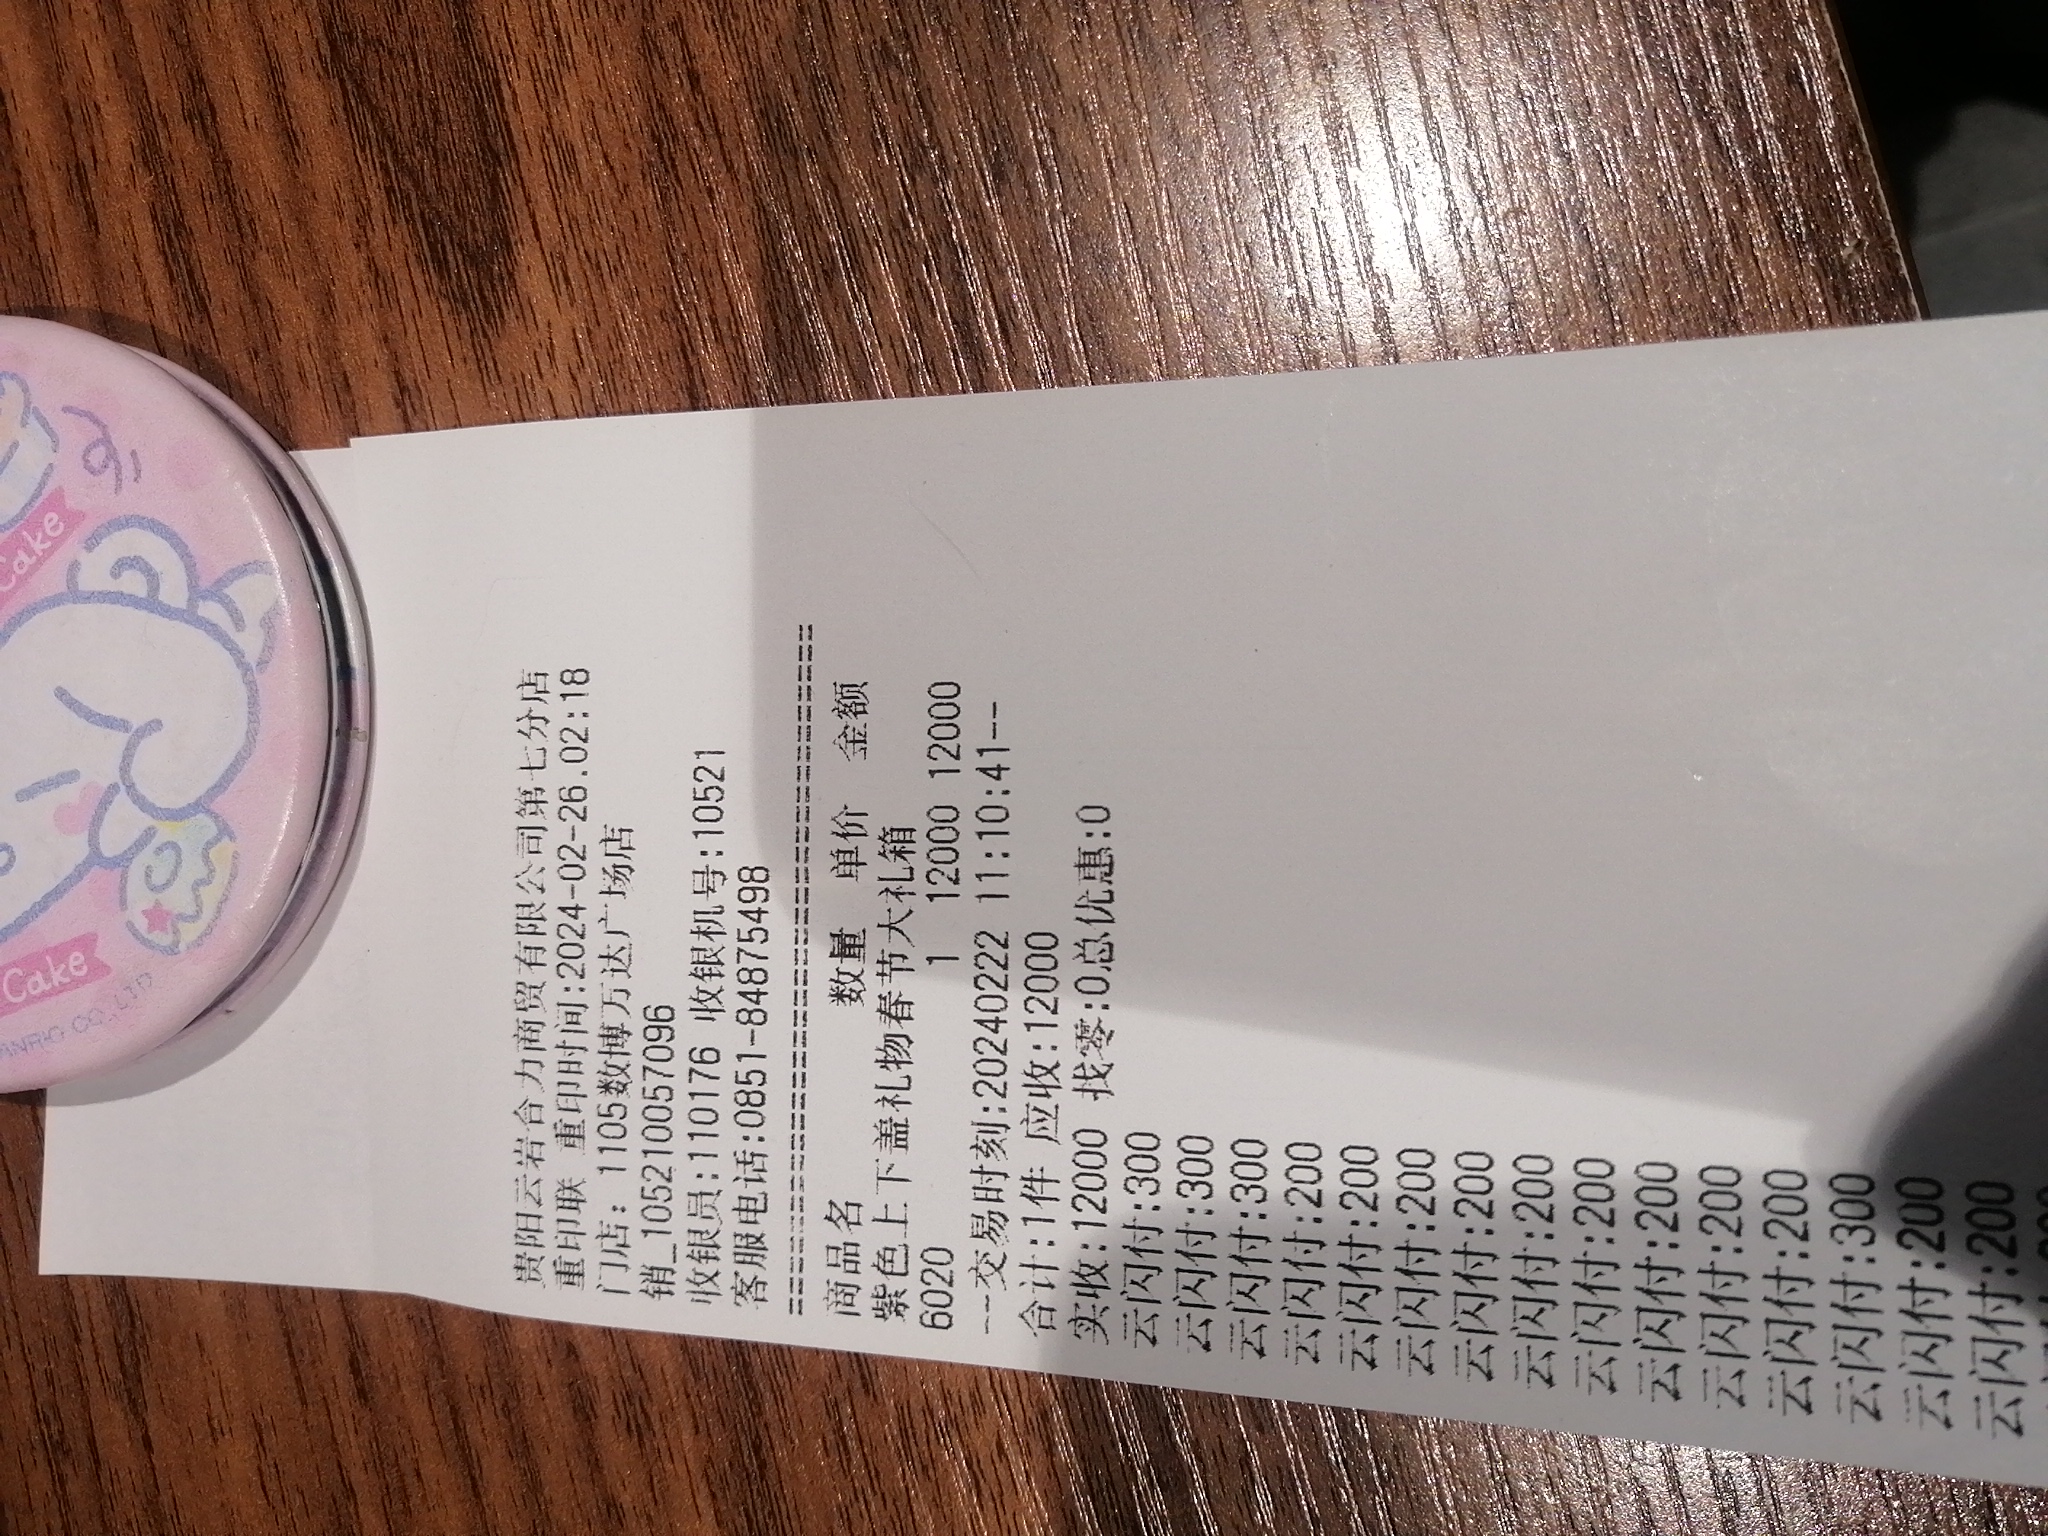 贵阳云岩合力商贸有限公司第七分店
重印联 重印时间:2024-02-26.02:18
门店: 1105数博万达广场店
销_105210057096
收银员:110176 收银机号:10521
客服电话:0851-84875498
商品名 数量 单价 金额
紫色上下盖礼物春节大礼箱
6020 1 12000 12000
--交易时刻:20240222 11:10:41--
合计:1件 应收:12000
实收:12000 找零:0总优惠:0
云闪付:300
云闪付:300
云闪付:300
云闪付:200
云闪付:200
云闪付:200
云闪付:200
云闪付:200
云闪付:200
云闪付:200
云闪付:200
云闪付:200
云闪付:300
云闪付:200
云闪付:200
Cake
Cake
CO.,LTD